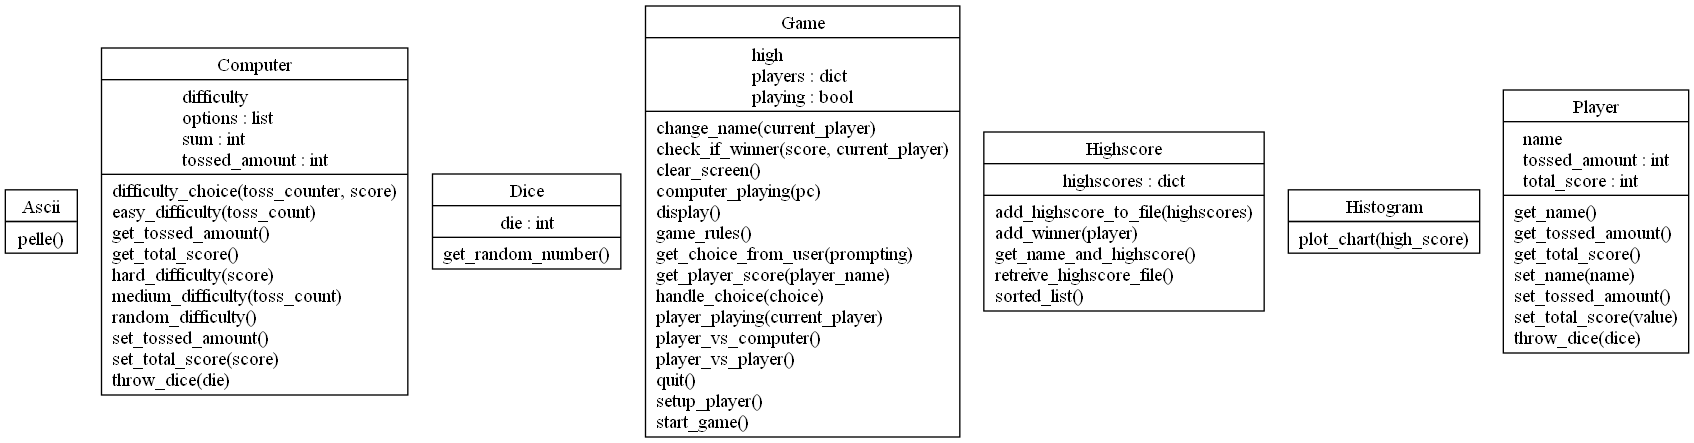 Ascii
pelle()
Computer
difficulty
options : list
sum : int
tossed_amount : int
difficulty_choice(toss_counter, score)
easy_difficulty(toss_count)
get_tossed_amount()
get_total_score()
hard_difficulty(score)
medium_difficulty(toss_count)
random_difficulty()
set_tossed_amount()
set_total_score(score)
throw_dice(die)
Dice
die : int
get_random_number()
Game
high
players : dict
playing : bool
change_name(current_player)
check_if_winner(score, current_player)
clear_screen()
computer_playing(pc)
display()
game_rules()
get_choice_from_user(prompting)
get_player_score(player_name)
handle_choice(choice)
player_playing(current_player)
player_vs_computer()
player_vs_player()
quit()
setup_player()
start_game()
Highscore
highscores : dict
add_highscore_to_file(highscores)
add_winner(player)
get_name_and_highscore()
retreive_highscore_file()
sorted_list()
Histogram
plot_chart(high_score)
Player
name
tossed_amount : int
total_score : int
get_name()
get_tossed_amount()
get_total_score()
set_name(name)
set_tossed_amount()
set_total_score(value)
throw_dice(dice)